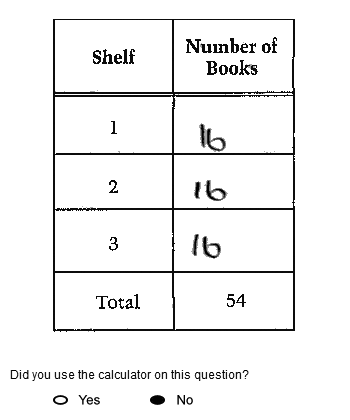 Shelf
Number of
Books
1
16
2
16
3
16
Total
54
Did you use the calculator on this question?
Yes
No